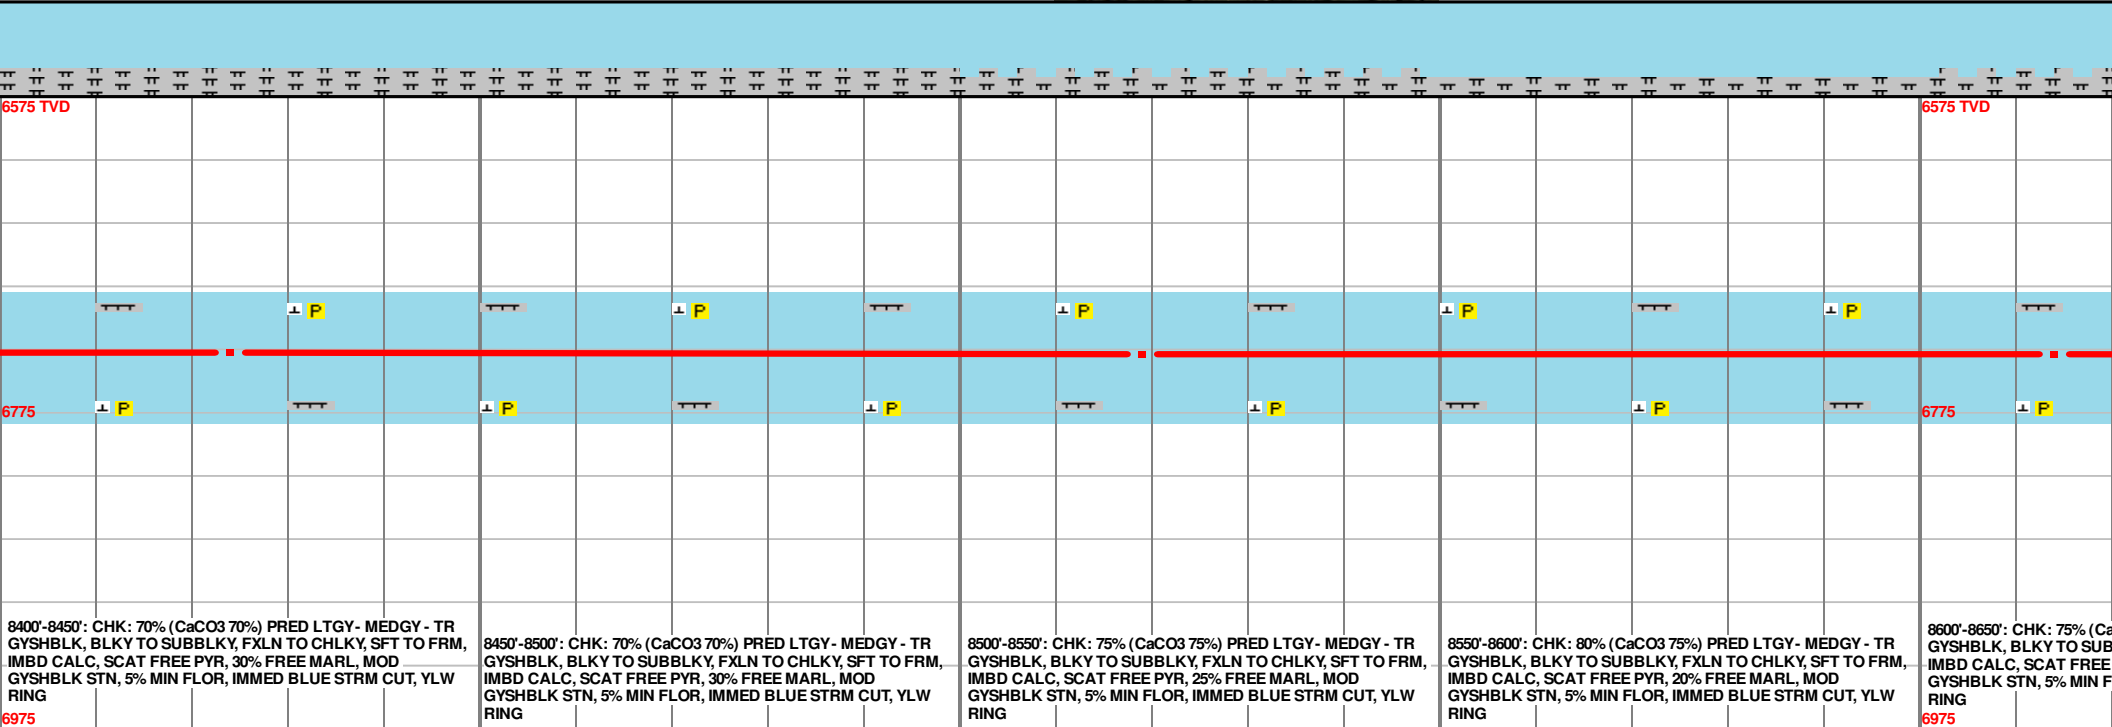 6575 TVD
6575 TVD
P
P
P
P
P
6775
P
P
P
P
P
6775
P
8400'-8450': CHK: 70% (CaCO3 70%) PRED LTGY- MEDGY - TR
GYSHBLK, BLKY TO SUBBLKY, FXLN TO CHLKY, SFT TO FRM,
IMBD CALC, SCAT FREE PYR, 30% FREE MARL, MOD
GYSHBLK STN, 5% MIN FLOR, IMMED BLUE STRM CUT, YLW
RING
8450'-8500': CHK: 70% (CaCO3 70%) PRED LTGY- MEDGY - TR
GYSHBLK, BLKY TO SUBBLKY, FXLN TO CHLKY, SFT TO FRM,
IMBD CALC, SCAT FREE PYR, 30% FREE MARL, MOD
GYSHBLK STN, 5% MIN FLOR, IMMED BLUE STRM CUT, YLW
RING
8500'-8550': CHK: 75% (CaCO3 75%) PRED LTGY- MEDGY - TR
GYSHBLK, BLKY TO SUBBLKY, FXLN TO CHLKY, SFT TO FRM,
IMBD CALC, SCAT FREE PYR, 25% FREE MARL, MOD
GYSHBLK STN, 5% MIN FLOR, IMMED BLUE STRM CUT, YLW
RING
8550'-8600': CHK: 80% (CaCO3 75%) PRED LTGY- MEDGY - TR
GYSHBLK, BLKY TO SUBBLKY, FXLN TO CHLKY, SFT TO FRM,
IMBD CALC, SCAT FREE PYR, 20% FREE MARL, MOD
GYSHBLK STN, 5% MIN FLOR, IMMED BLUE STRM CUT, YLW
RING
8600'-8650': CHK: 75% (Ca
GYSHBLK, BLKY TO SUB
IMBD CALC, SCAT FREE
GYSHBLK STN, 5% MIN F
RING
6975
6975